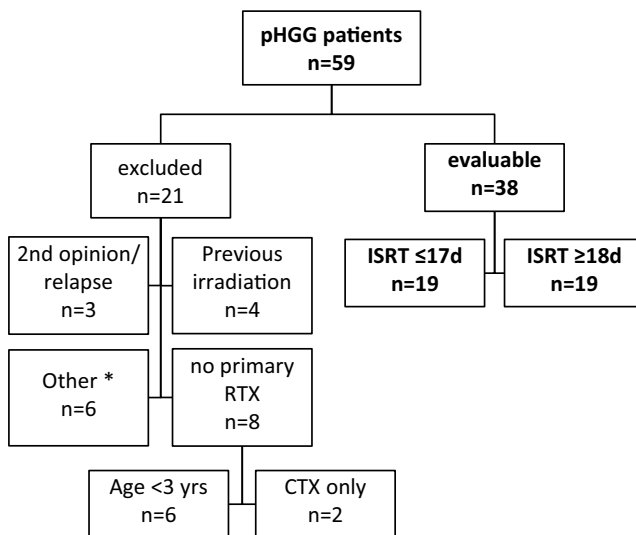 pHGG patients
n=59
excluded
n=21
evaluable
n=38
2nd opinion/
relapse
n=3
Previous
irradiation
n=4
ISRT ≤17d
n=19
ISRT ≥18d
n=19
Other *
n=6
no primary
RTX
n=8
Age <3 yrs
n=6
CTX only
n=2